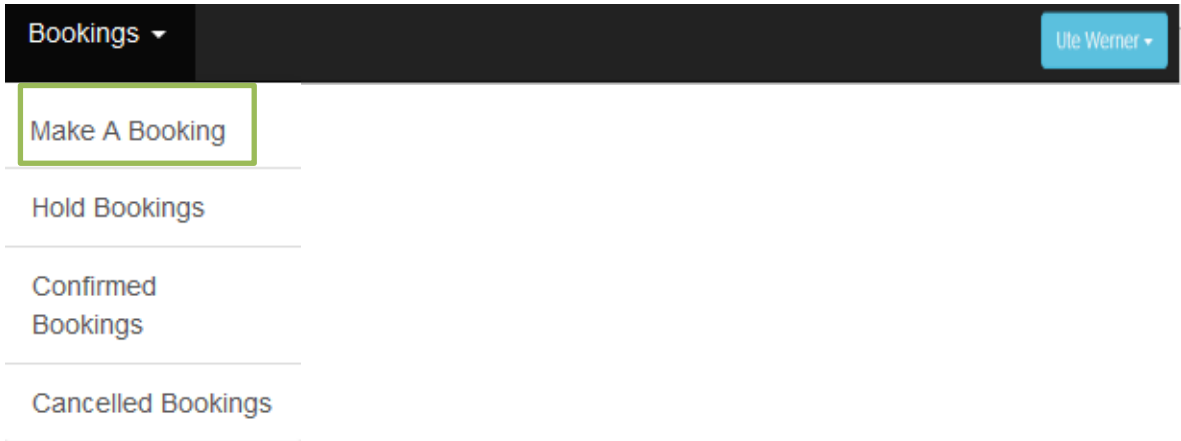 Bookings
Ute Werner
Make A Booking
Hold Bookings
Confirmed
Bookings
Cancelled Bookings